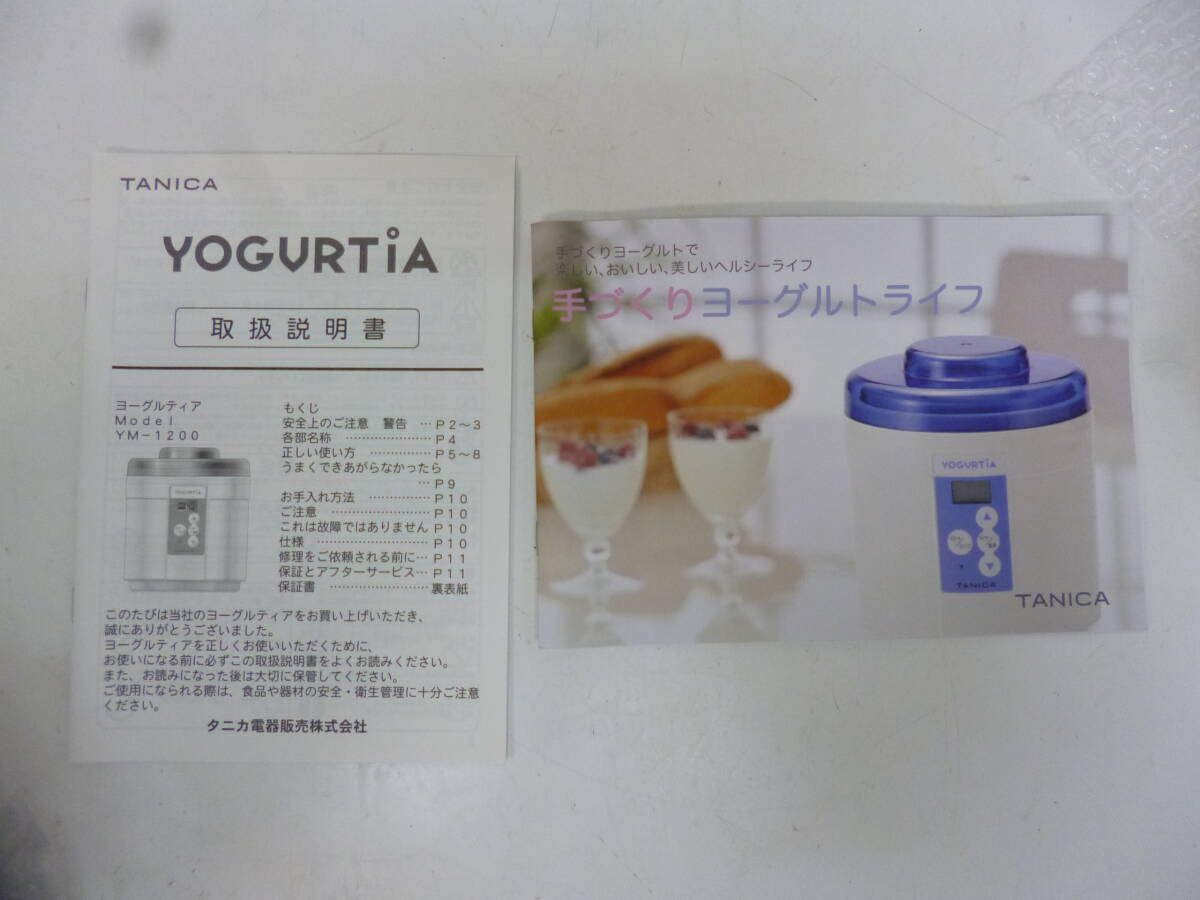 TANICA
YOGURTiA
取扱説明書
ヨーグルティア
Model
YM-1200
YOGURTiA
もくじ
安全上のご注意 警告 …P2〜3
各部名称 ………………P4
正しい使い方 ……………P5〜8
うまくできあがらなかったら
…P9
お手入れ方法 ……………P10
ご注意 ……………………P10
これは故障ではありません P10
仕様 ………………………P10
修理をご依頼される前に…P11
保証とアフターサービス…P11
保証書 ……………………裏表紙
このたびは当社のヨーグルティアをお買い上げいただき、
誠にありがとうございました。
ヨーグルティアを正しくお使いいただくために、
お使いになる前に必ずこの取扱説明書をよくお読みください。
また、お読みになった後は大切に保管してください。
ご使用になられる際は、食品や器材の安全・衛生管理に十分ご注意
ください。
タニカ電器販売株式会社
手づくりヨーグルトで
楽しい、おいしい、美しいヘルシーライフ
手づくりヨーグルトライフ
YOGURTiA
TANICA
TANICA